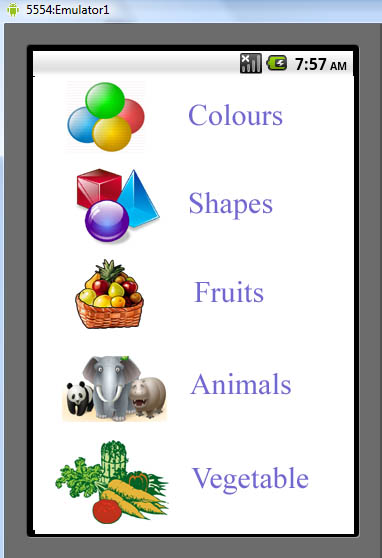 5554:Emulator1
7:57 AM
Colours
Shapes
Fruits
Animals
Vegetable